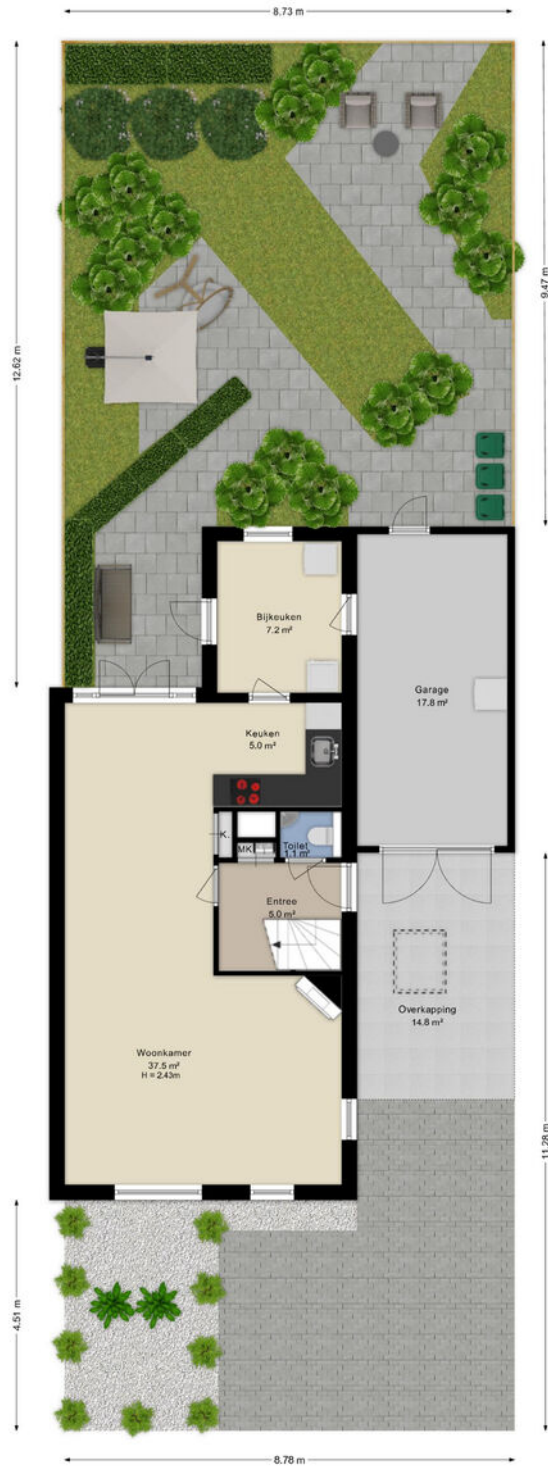 8.73 m
12.62 m
9.47 m
Bijkeuken
7.2 m²
Garage
17.8 m²
Keuken
5.0 m²
K.
MK
Toilet
1.1 m²
Entree
5.0 m²
Overkapping
14.8 m²
Woonkamer
37.5 m²
H = 2.43m
11.28 m
4.51 m
8.78 m